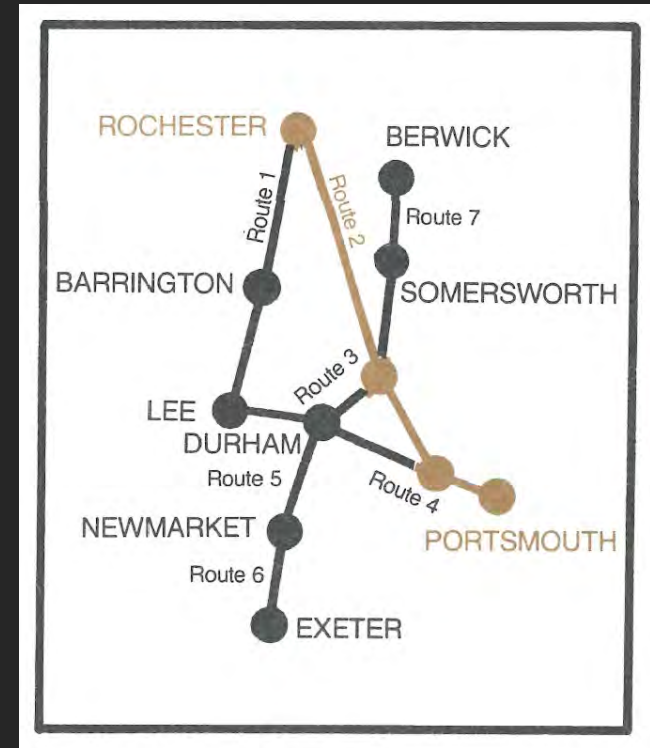 ROCHESTER
BERWICK
Route 1
Route 2
Route 7
BARRINGTON
SOMERSWORTH
Route 3
LEE
DURHAM
Route 5
Route 4
NEWMARKET
PORTSMOUTH
Route 6
EXETER